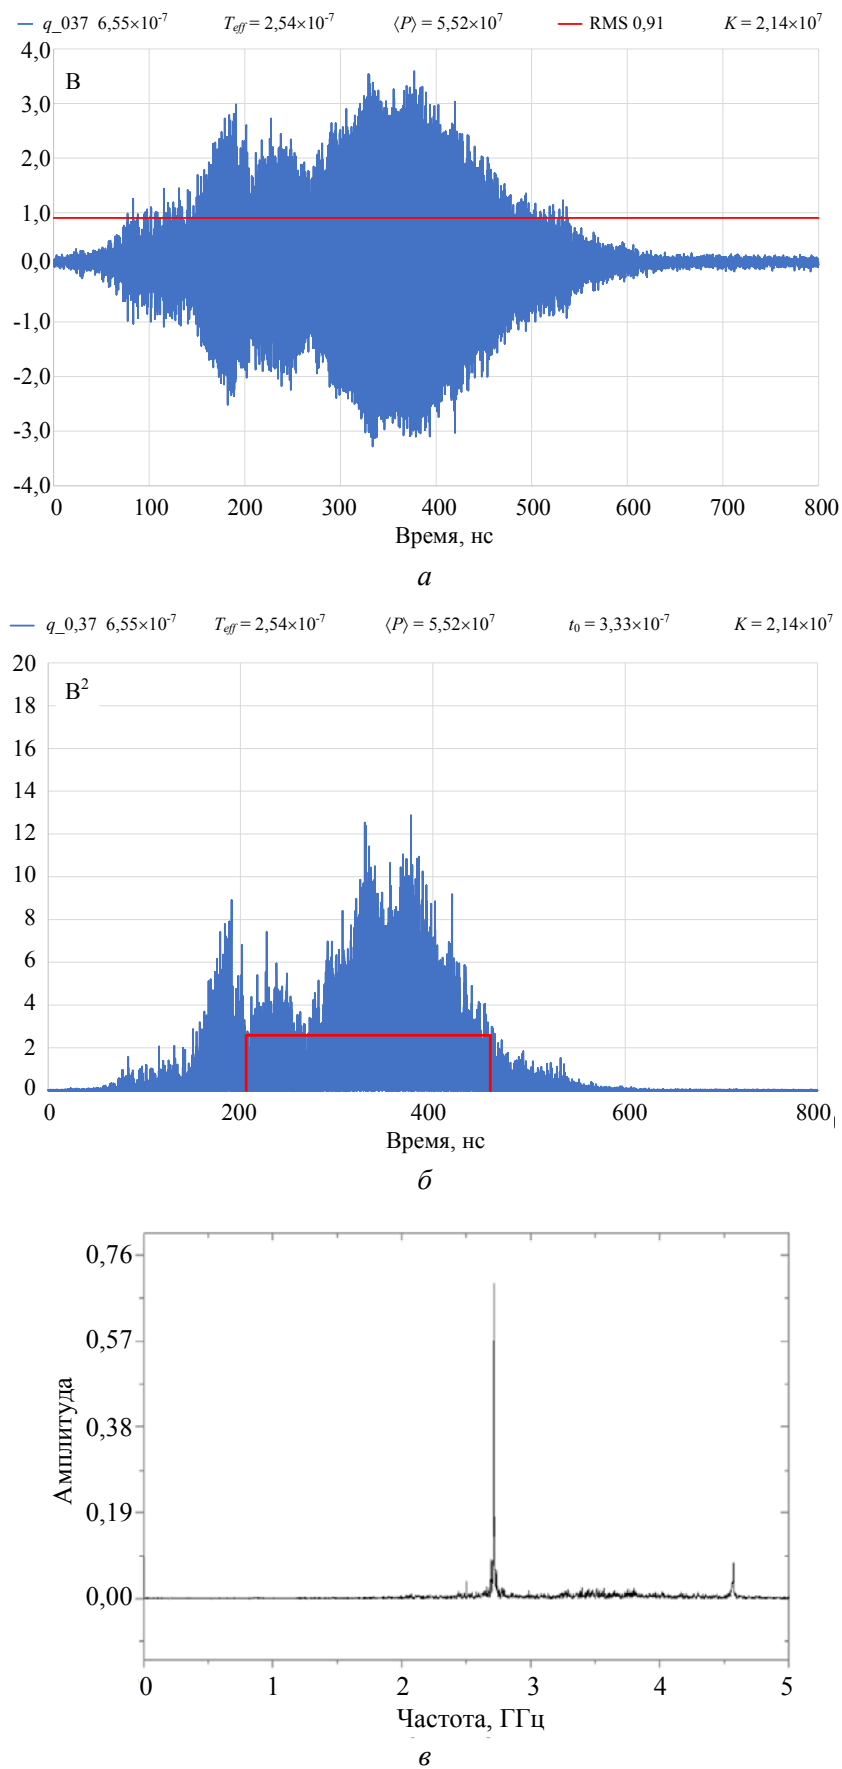 q_037 6,55×10⁻⁷ T_eff = 2,54×10⁻⁷ ⟨P⟩ = 5,52×10⁷ RMS 0,91 K = 2,14×10⁷
4,0
В
3,0
2,0
1,0
0,0
-1,0
-2,0
-3,0
-4,0
0 100 200 300 400 500 600 700 800
Время, нс
а
q_0,37 6,55×10⁻⁷ T_eff = 2,54×10⁻⁷ ⟨P⟩ = 5,52×10⁷ t₀ = 3,33×10⁻⁷ K = 2,14×10⁷
20
В²
18
16
14
12
10
8
6
4
2
0
0 200 400 600 800
Время, нс
б
0,76
0,57
0,38
0,19
0,00
Амплитуда
0 1 2 3 4 5
Частота, ГГц
в